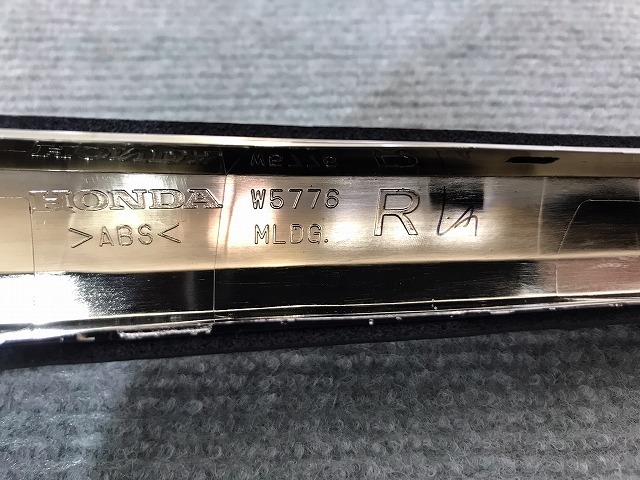 HONDA W5776 R
>ABS< MLDG.